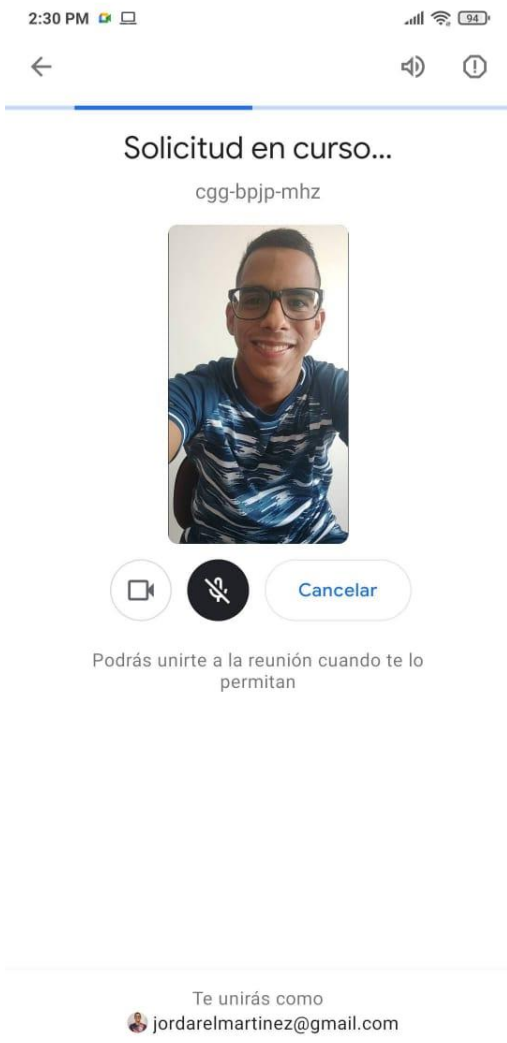 2:30 PM
94
Solicitud en curso...
cgg-bpjp-mhz
Cancelar
Podrás unirte a la reunión cuando te lo
permitan
Te unirás como
jordarelmartinez@gmail.com